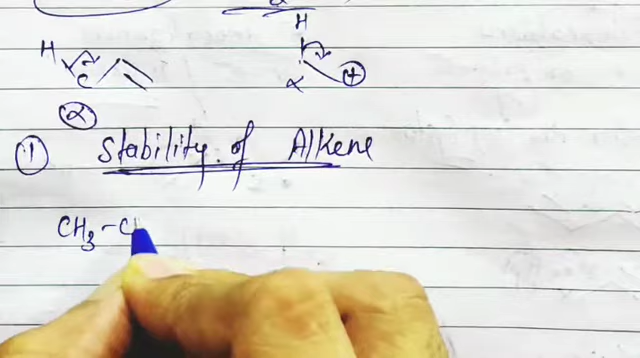 H
H
C
α
+
α
① Stability of Alkene
CH₃-C